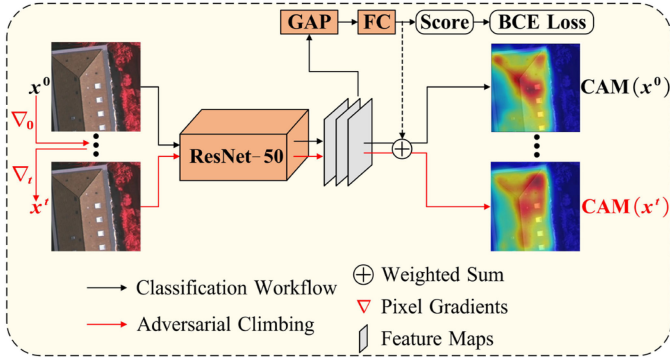 GAP
FC
Score
BCE Loss
x⁰
CAM(x⁰)
∇₀
ResNet-50
∇ₜ
xᵗ
CAM(xᵗ)
Classification Workflow
Weighted Sum
Adversarial Climbing
∇ Pixel Gradients
Feature Maps